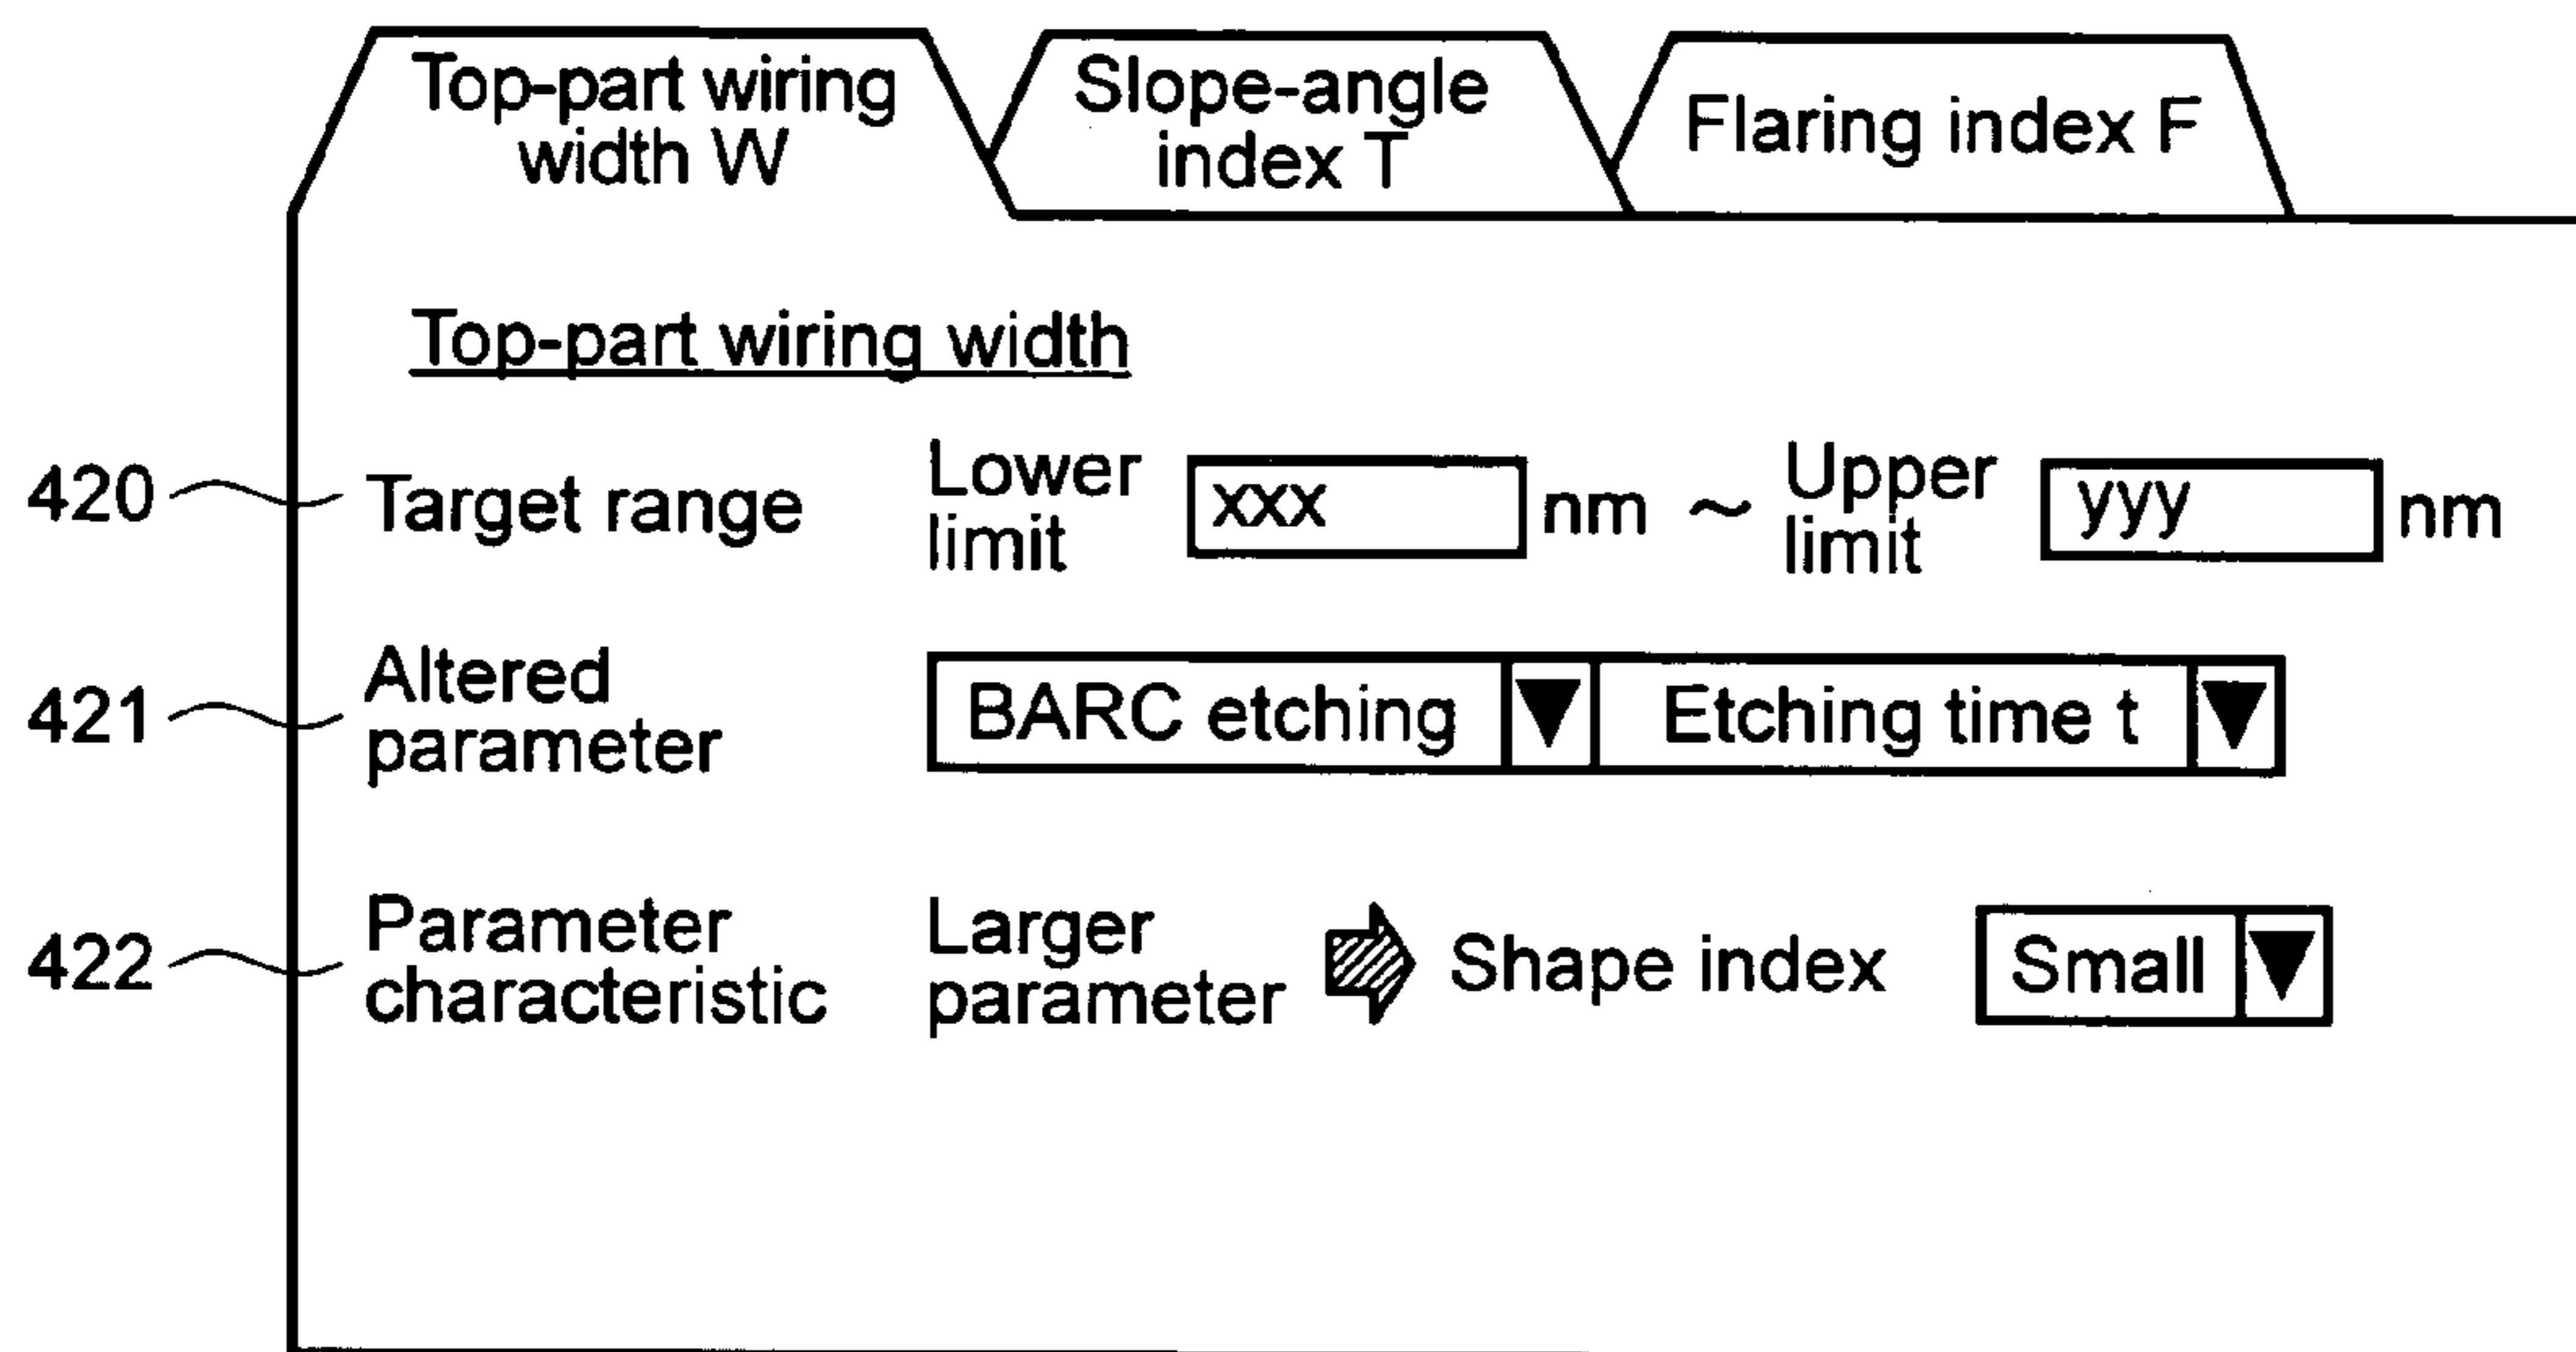 Top-part wiring
width W
Slope-angle
index T
Flaring index F
Top-part wiring width
420 Target range Lower limit xxx nm ~ Upper limit yyy nm
421 Altered parameter BARC etching ▼ Etching time t ▼
422 Parameter characteristic Larger parameter Shape index Small ▼